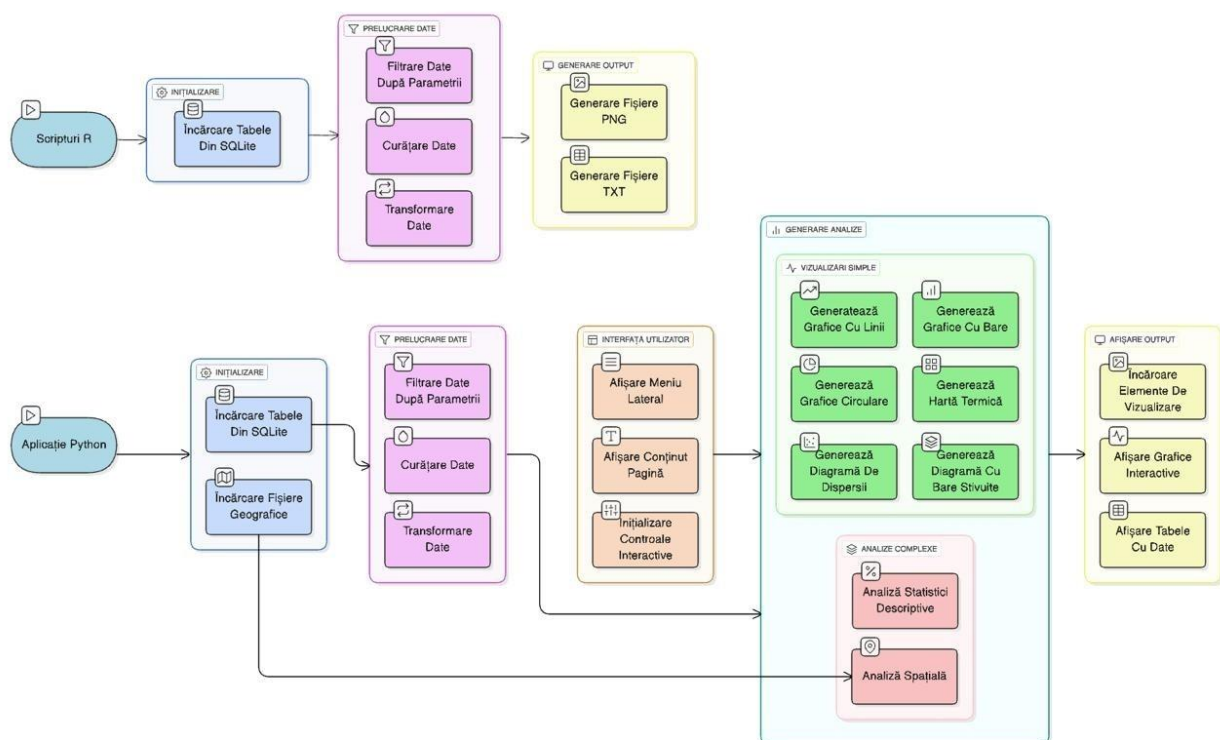 PRELUCRARE DATE
Filtrare Date
După Parametrii
Curățare Date
Transformare
Date
GENERARE OUTPUT
Generare Fișiere
PNG
Generare Fișiere
TXT
INIȚIALIZARE
Încărcare Tabele
Din SQLite
Scripturi R
GENERARE ANALIZE
VIZUALIZĂRI SIMPLE
Generatează
Grafice Cu Linii
Generează
Grafice Cu Bare
Generează
Grafice Circulare
Generează
Hartă Termică
Generează
Diagramă De
Dispersii
Generează
Diagramă Cu
Bare Stivuite
ANALIZE COMPLEXE
Analiză Statistici
Descriptive
Analiză Spațială
Aplicație Python
INIȚIALIZARE
Încărcare Tabele
Din SQLite
Încărcare Fișiere
Geografice
PRELUCRARE DATE
Filtrare Date
După Parametrii
Curățare Date
Transformare
Date
INTERFAȚĂ UTILIZATOR
Afișare Meniu
Lateral
Afișare Conținut
Pagină
Inițializare
Controale
Interactive
AFIȘARE OUTPUT
Încărcare
Elemente De
Vizualizare
Afișare Grafice
Interactive
Afișare Tabele
Cu Date